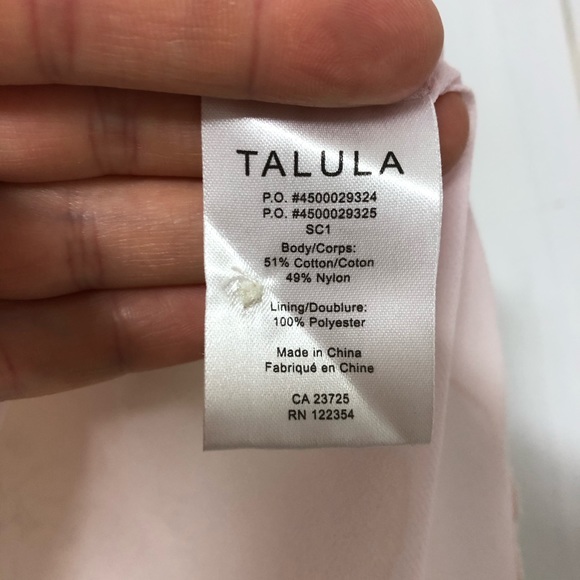 TALULA
P.O. #4500029324
P.O. #4500029325
SC1
Body/Corps:
51% Cotton/Coton
49% Nylon
Lining/Doublure:
100% Polyester
Made in China
Fabriqué en Chine
CA 23725
RN 122354